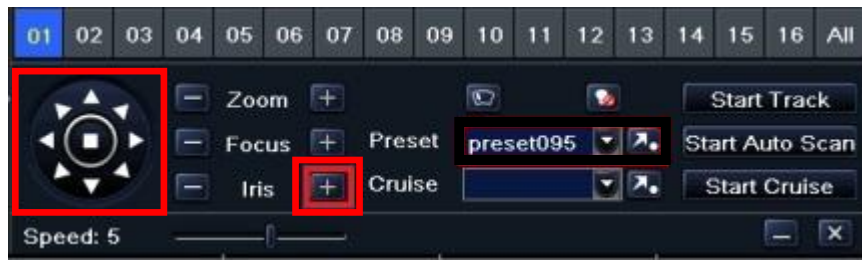 01 02 03 04 05 06 07 08 09 10 11 12 13 14 15 16 All
Zoom Start Track
Focus Preset preset095 Start Auto Scan
Iris Cruise Start Cruise
Speed: 5